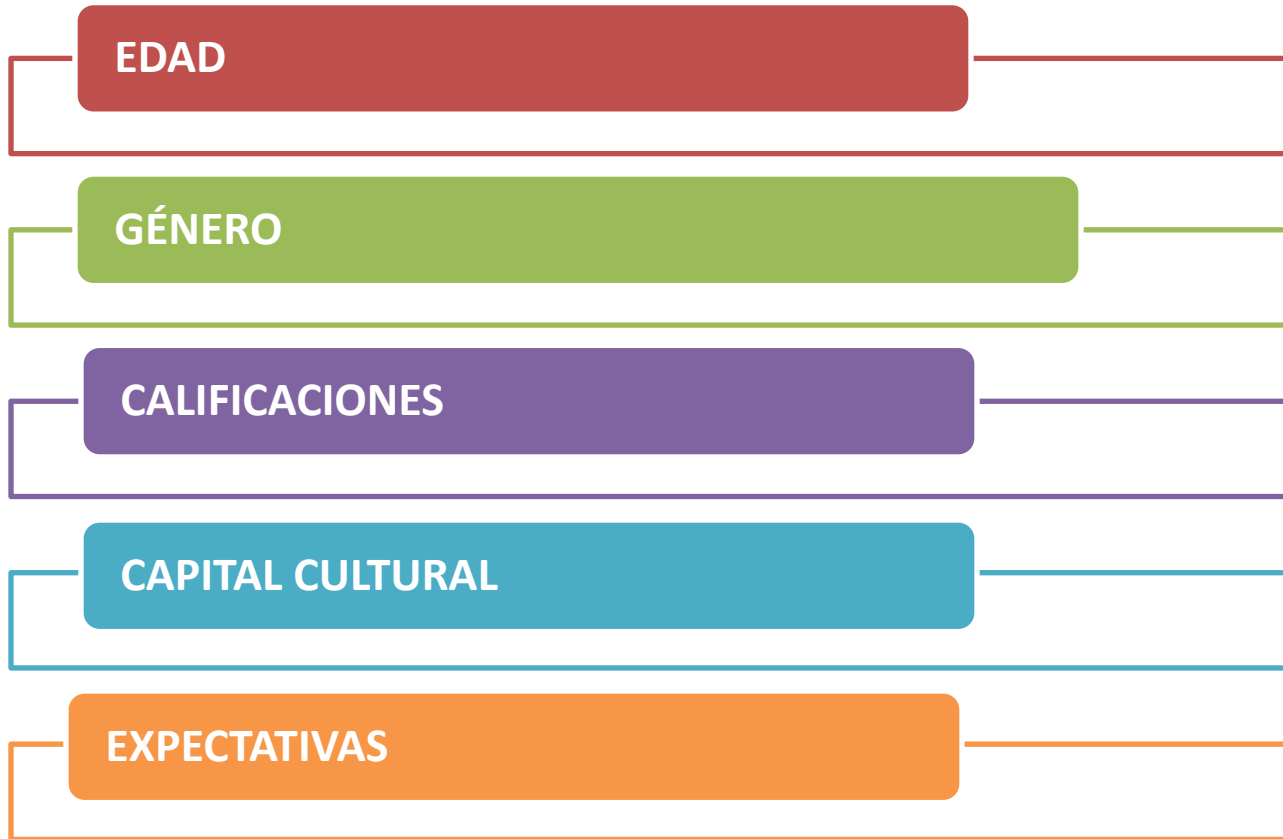 EDAD
GÉNERO
CALIFICACIONES
CAPITAL CULTURAL
EXPECTATIVAS